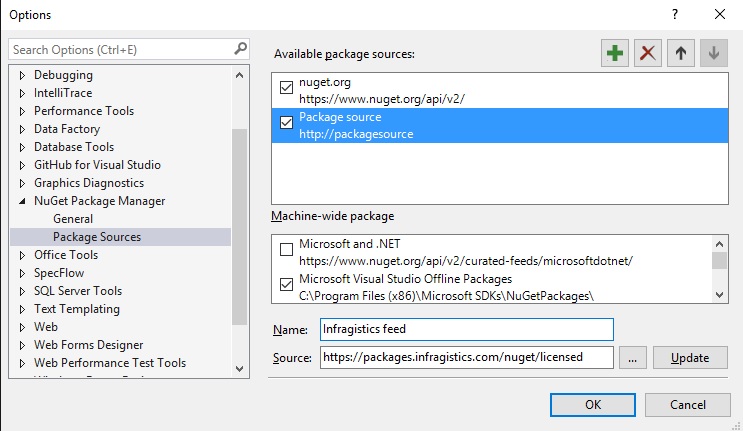 Options
Search Options (Ctrl+E)
Debugging
IntelliTrace
Performance Tools
Data Factory
Database Tools
GitHub for Visual Studio
Graphics Diagnostics
NuGet Package Manager
General
Package Sources
Office Tools
SpecFlow
SQL Server Tools
Text Templating
Web
Web Forms Designer
Web Performance Test Tools
Available package sources:
nuget.org
https://www.nuget.org/api/v2/
Package source
http://packagesource
Machine-wide package
Microsoft and .NET
https://www.nuget.org/api/v2/curated-feeds/microsoftdotnet/
Microsoft Visual Studio Offline Packages
C:\Program Files (x86)\Microsoft SDKs\NuGetPackages\
Name: Infragistics feed
Source: https://packages.infragistics.com/nuget/licensed ... Update
OK Cancel